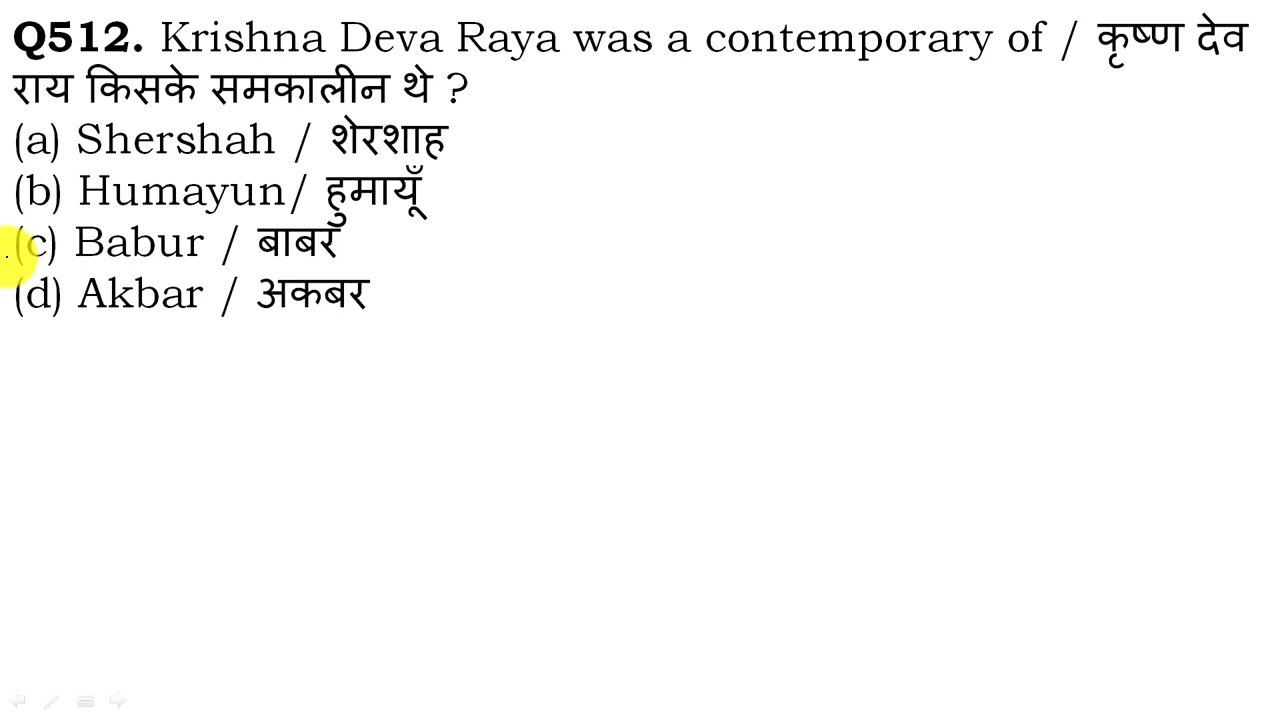 Q512. Krishna Deva Raya was a contemporary of / कृष्ण देव
राय किसके समकालीन थे ?
(a) Shershah / शेरशाह
(b) Humayun/ हुमायूँ
(c) Babur / बाबर
(d) Akbar / अकबर